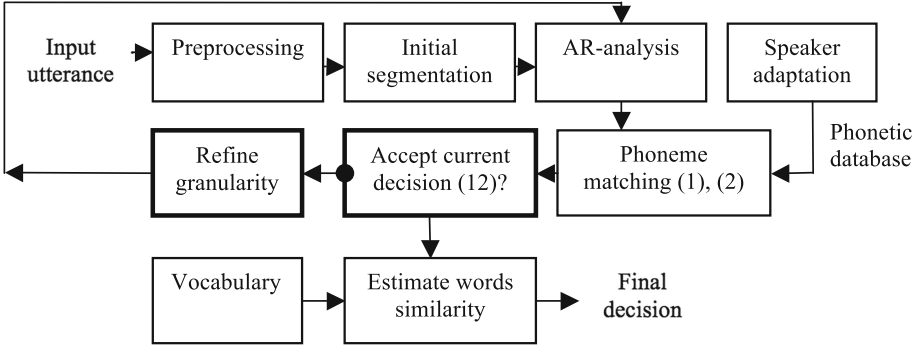 Input
utterance
Preprocessing
Initial
segmentation
AR-analysis
Speaker
adaptation
Phonetic
database
Refine
granularity
Accept current
decision (12)?
Phoneme
matching (1), (2)
Vocabulary
Estimate words
similarity
Final
decision